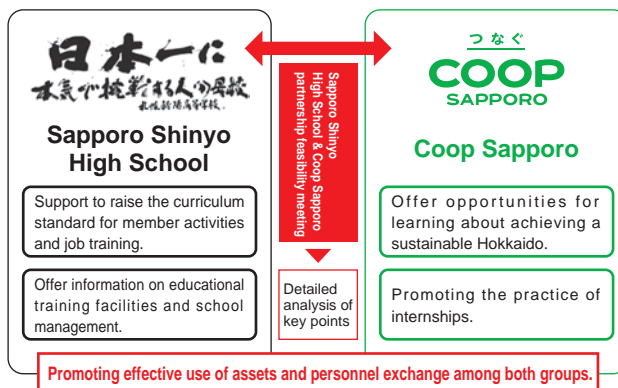 日本一に
本気で挑戦する人の母校
札幌新陽高等学校
Sapporo Shinyo
High School
Support to raise the curriculum
standard for member activities
and job training.
Offer information on educational
training facilities and school
management.
Sapporo Shinyo
High School & Coop Sapporo
partnership feasibility meeting
Detailed
analysis of
key points
つなぐ
COOP
SAPPORO
Coop Sapporo
Offer opportunities for
learning about achieving a
sustainable Hokkaido.
Promoting the practice of
internships.
Promoting effective use of assets and personnel exchange among both groups.